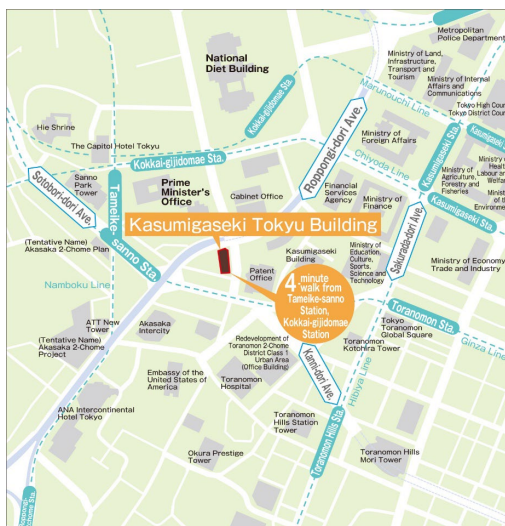 Metropolitan
Police Department
National
Diet Building
Ministry of Land,
Infrastructure,
Transport and
Tourism
Ministry of Internal
Affairs and
Communications
Kokkai-gijidomae Sta.
Marunouchi Line
Tokyo High
Tokyo District
Hie Shrine
The Capitol Hotel Tokyu
Kokkai-gijidomae Sta.
Roppongi-dori Ave.
Ministry of
Foreign Affairs
Chiyoda Line
Kasumigaseki Sta.
Kasumigaseki Sta.
Kasumigaseki Sta.
Sotobori-dori Ave.
Sanno
Park
Tower
Tameike-
sanno Sta.
Prime
Minister's
Office
Cabinet Office
Financial
Services
Agency
Ministry of
Finance
Ministry of
Agriculture,
Forestry and
Fisheries
Ministry
Labour
of the
Kasumigaseki Tokyu Building
(Tentative Name)
Akasaka 2-Chome Plan
Kasumigaseki
Building
Ministry of
Education,
Culture,
Sports,
Science and
Technology
Sakurada-dori Ave.
Ministry of Economy
Trade and Industry
Namboku Line
Patent
Office
4 minute
walk from
Tameike-sanno
Station,
Kokkai-gijidomae
Station
Toranomon Sta.
Ginza Line
Tokyo
Toranomon
Global Square
ATT New
Tower
Akasaka
Intercity
(Tentative Name)
Akasaka 2-Chome
Project
Redevelopment of
Toranomon 2-Chome
District Class 1
Urban Area
(Office Building)
Kanni-dori Ave.
Toranomon
Kotohira Tower
Hibiya Line
Embassy of the
United States of
America
Toranomon
Hospital
ANA Intercontinental
Hotel Tokyo
Toranomon
Hills Station
Tower
Toranomon Hills Sta.
Okura Prestige
Tower
Toranomon Hills
Mori Tower